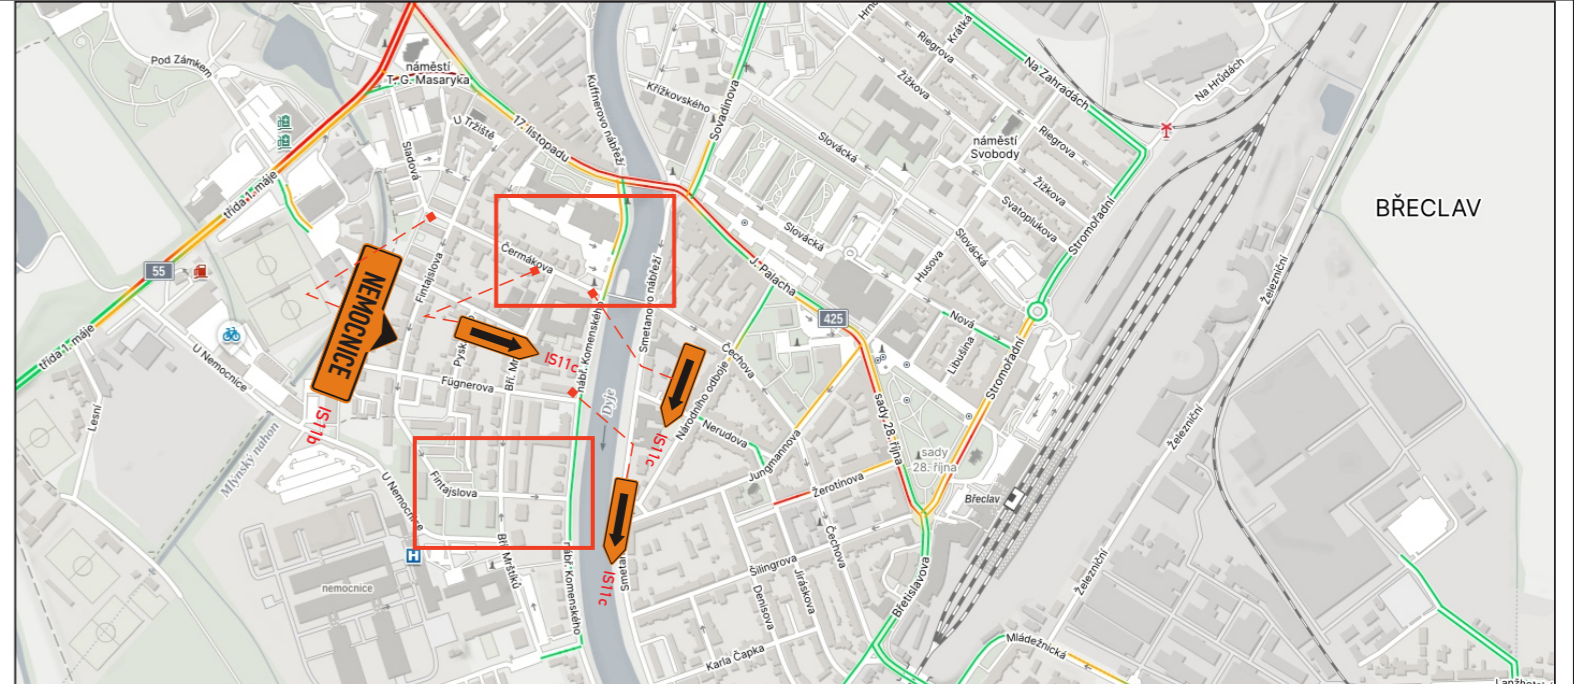 Pod Zámkem
náměstí
T. G. Masaryka
U Tržiště
Sladová
17. listopadu
Kuffnerovo nábřeží
Křížkovského
Sovadinova
Slovácká
Riegrova
Krátká
Žižkova
Na Zahradách
Na Hrůdách
náměstí
Svobody
Riegrova
Žižkova
Svatoplukova
Stromořadní
Slovácká
Slovácká
Husova
BŘECLAV
třída 1. máje
55
třída 1. máje
Fintajslova
Čermákova
Smetanovo nábřeží
J. Palacha
425
Nová
Libušina
Stromořadní
Železniční
Železniční
Železniční
NEMOCNICE
IS11b
IS11c
IS11c
IS11c
U Nemocnice
Lesní
Mlýnský náhon
Fügnerova
nábř. Komenského
Dyje
Čechova
Národního odboje
Nerudova
Jungmannova
sady 28. října
sady
28. října
Žerotínova
Břeclav
Fintajslova
U Nemocnice
H
Bří. Mrštíků
nábř. Komenského
nemocnice
Šilingrova
Čechova
Jiráskova
Denisova
Břetislavova
Karla Čapka
Mládežnická